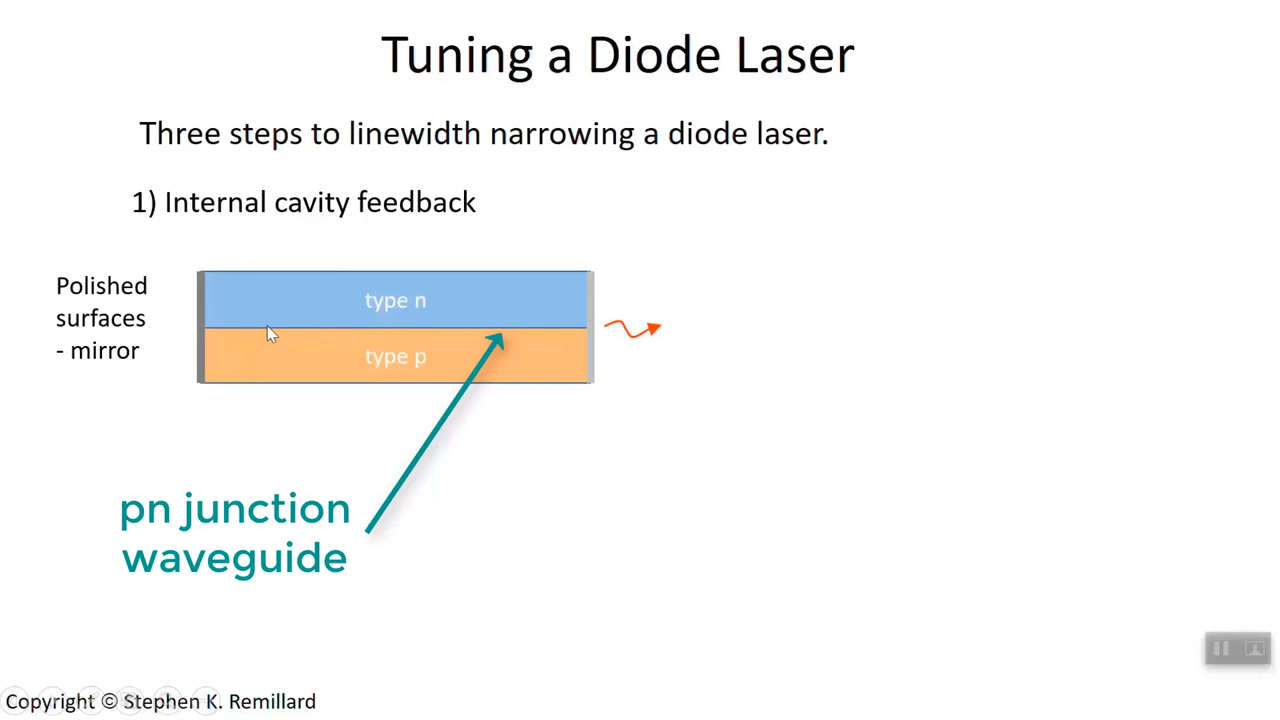 Tuning a Diode Laser
Three steps to linewidth narrowing a diode laser.
1) Internal cavity feedback
Polished
surfaces
- mirror
type n
type p
pn junction
waveguide
Copyright © Stephen K. Remillard